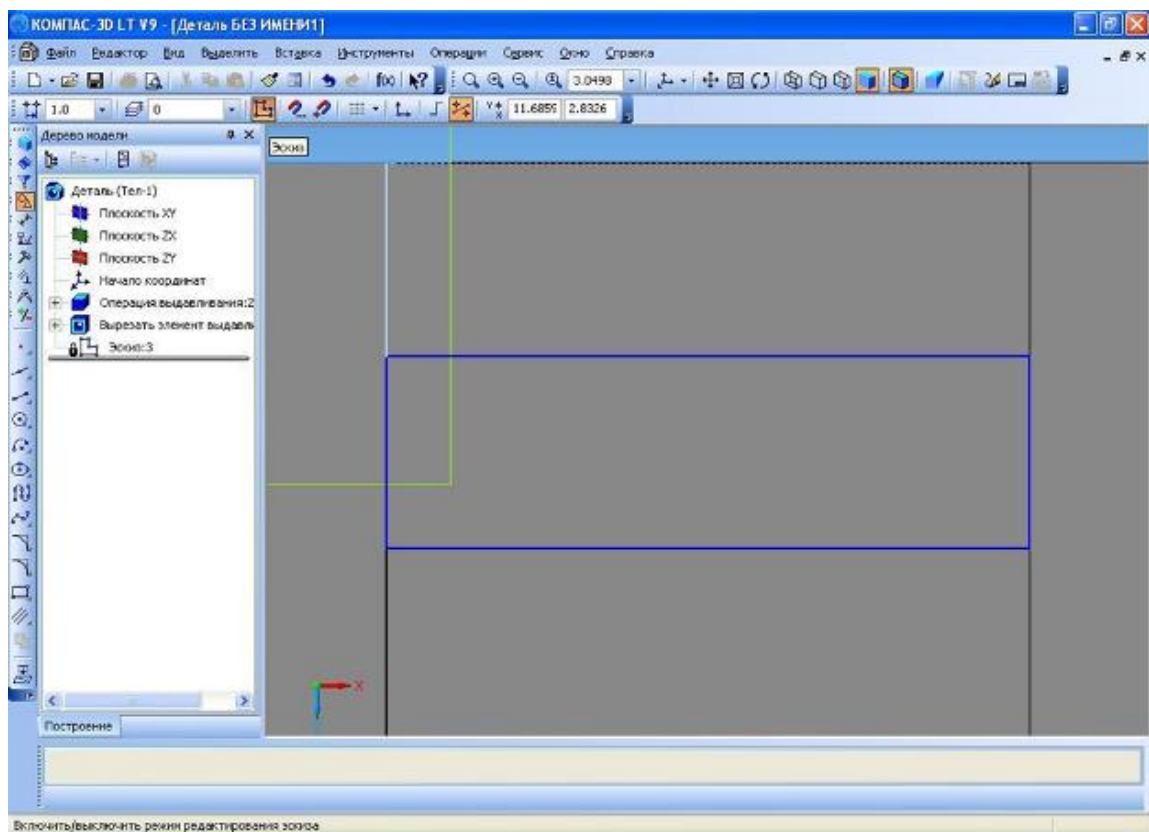 КОМПАС-3D LT V9 - [Деталь БЕЗ ИМЕНИ1]
Файл Редактор Вид Выделить Вставка Инструменты Операции Сервис Окно Справка
f(x) 3.0498
1.0 0 11.6859 2.8326
Дерево модели
Эскиз
Деталь (Тел-1)
Плоскость XY
Плоскость ZX
Плоскость ZY
Начало координат
Операция выдавливания:2
Вырезать элемент выдавли
Эскиз:3
X
Построение
Включить/выключить режим редактирования эскиза